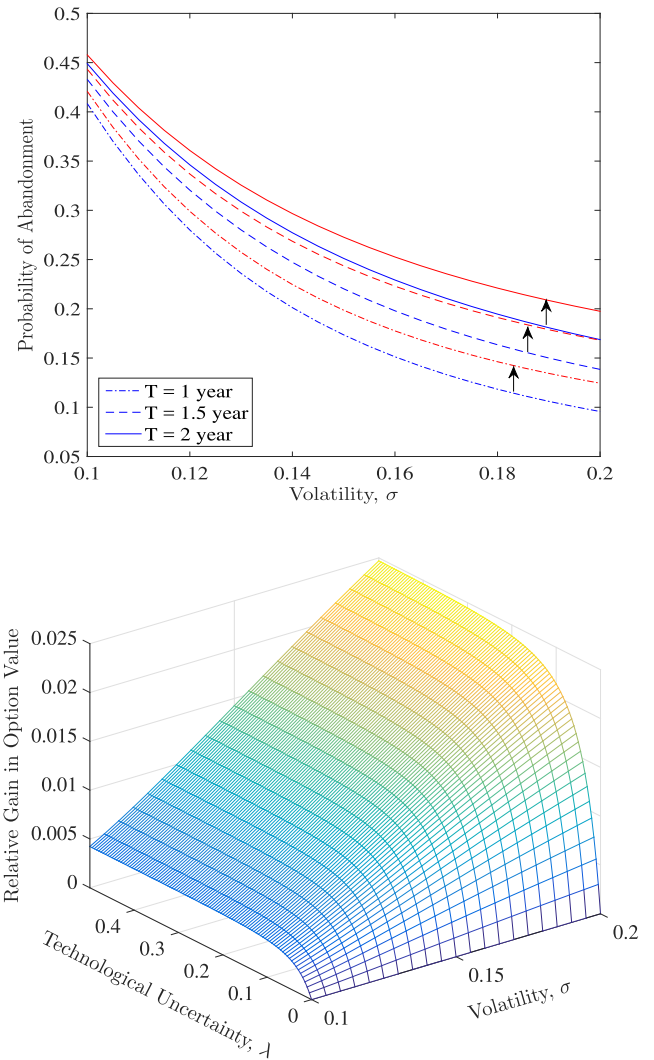 0.5
0.45
0.4
0.35
0.3
0.25
0.2
0.15
0.1
0.05
Probability of Abandonment
T = 1 year
T = 1.5 year
T = 2 year
0.1 0.12 0.14 0.16 0.18 0.2
Volatility, σ
0.025
0.02
0.015
0.01
0.005
0
Relative Gain in Option Value
0.4
0.3
0.2
0.1
0
Technological Uncertainty, λ
0.1
0.15
0.2
Volatility, σ